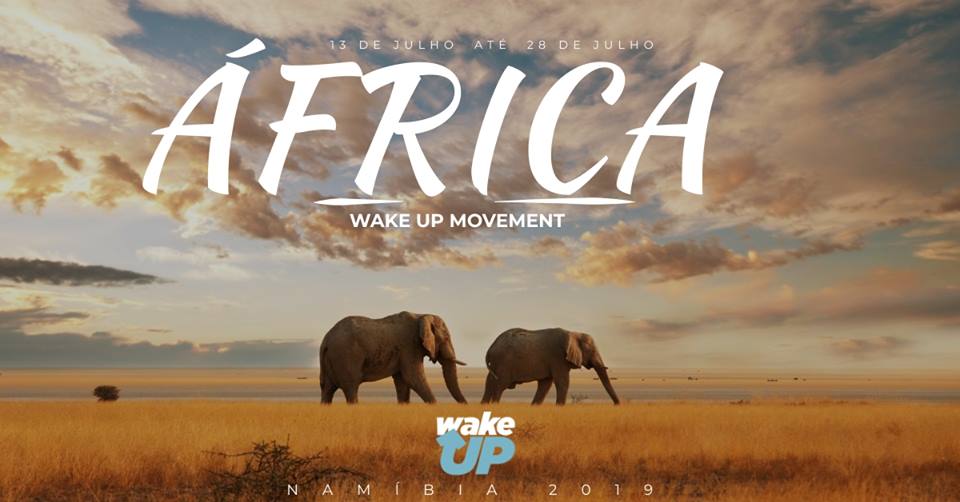 13 DE JULHO ATÉ 28 DE JULHO
ÁFRICA
WAKE UP MOVEMENT
wake
UP
NAMÍBIA 2019